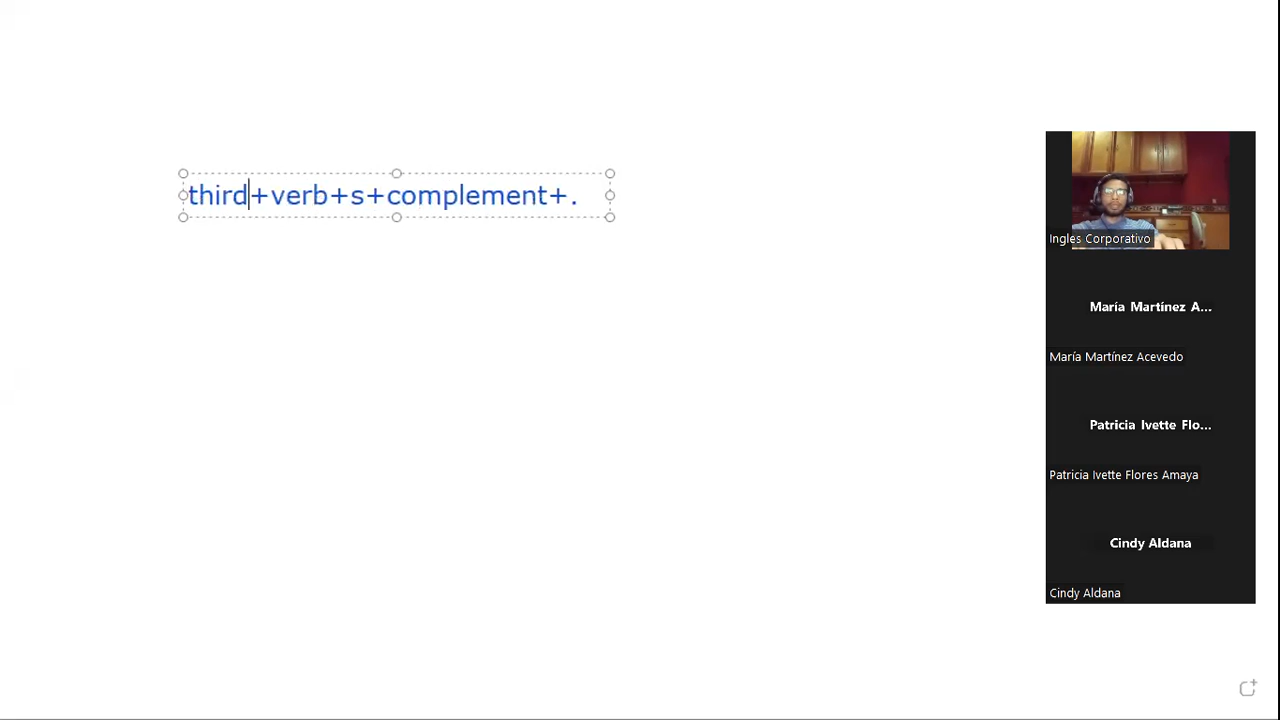 third+verb+s+complement+.
Ingles Corporativo
María Martínez A...
María Martínez Acevedo
Patricia Ivette Flo...
Patricia Ivette Flores Amaya
Cindy Aldana
Cindy Aldana